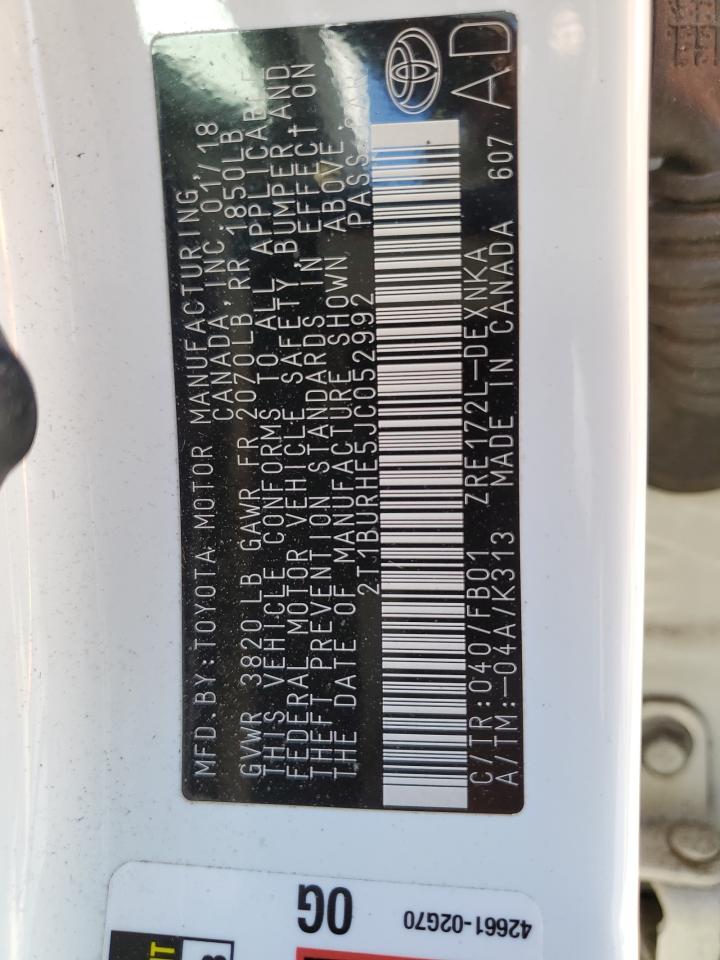 MFD.BY:TOYOTA MOTOR MANUFACTURING
CANADA, INC. 01/18
GVWR 3820LB GAWR FR 2070LB, RR 1850LB
THIS VEHICLE CONFORMS TO ALL APPLICABLE
FEDERAL MOTOR VEHICLE SAFETY, BUMPER, AND
THEFT PREVENTION STANDARDS IN EFFECT ON
THE DATE OF MANUFACTURE SHOWN ABOVE.
2T1BURHE5JC052992 PASS. CAR
C/TR:040/FB01 ZRE172L-DEXNKA AD
A/TM:-04A/K313 MADE IN CANADA 607
0G
42661-02G70